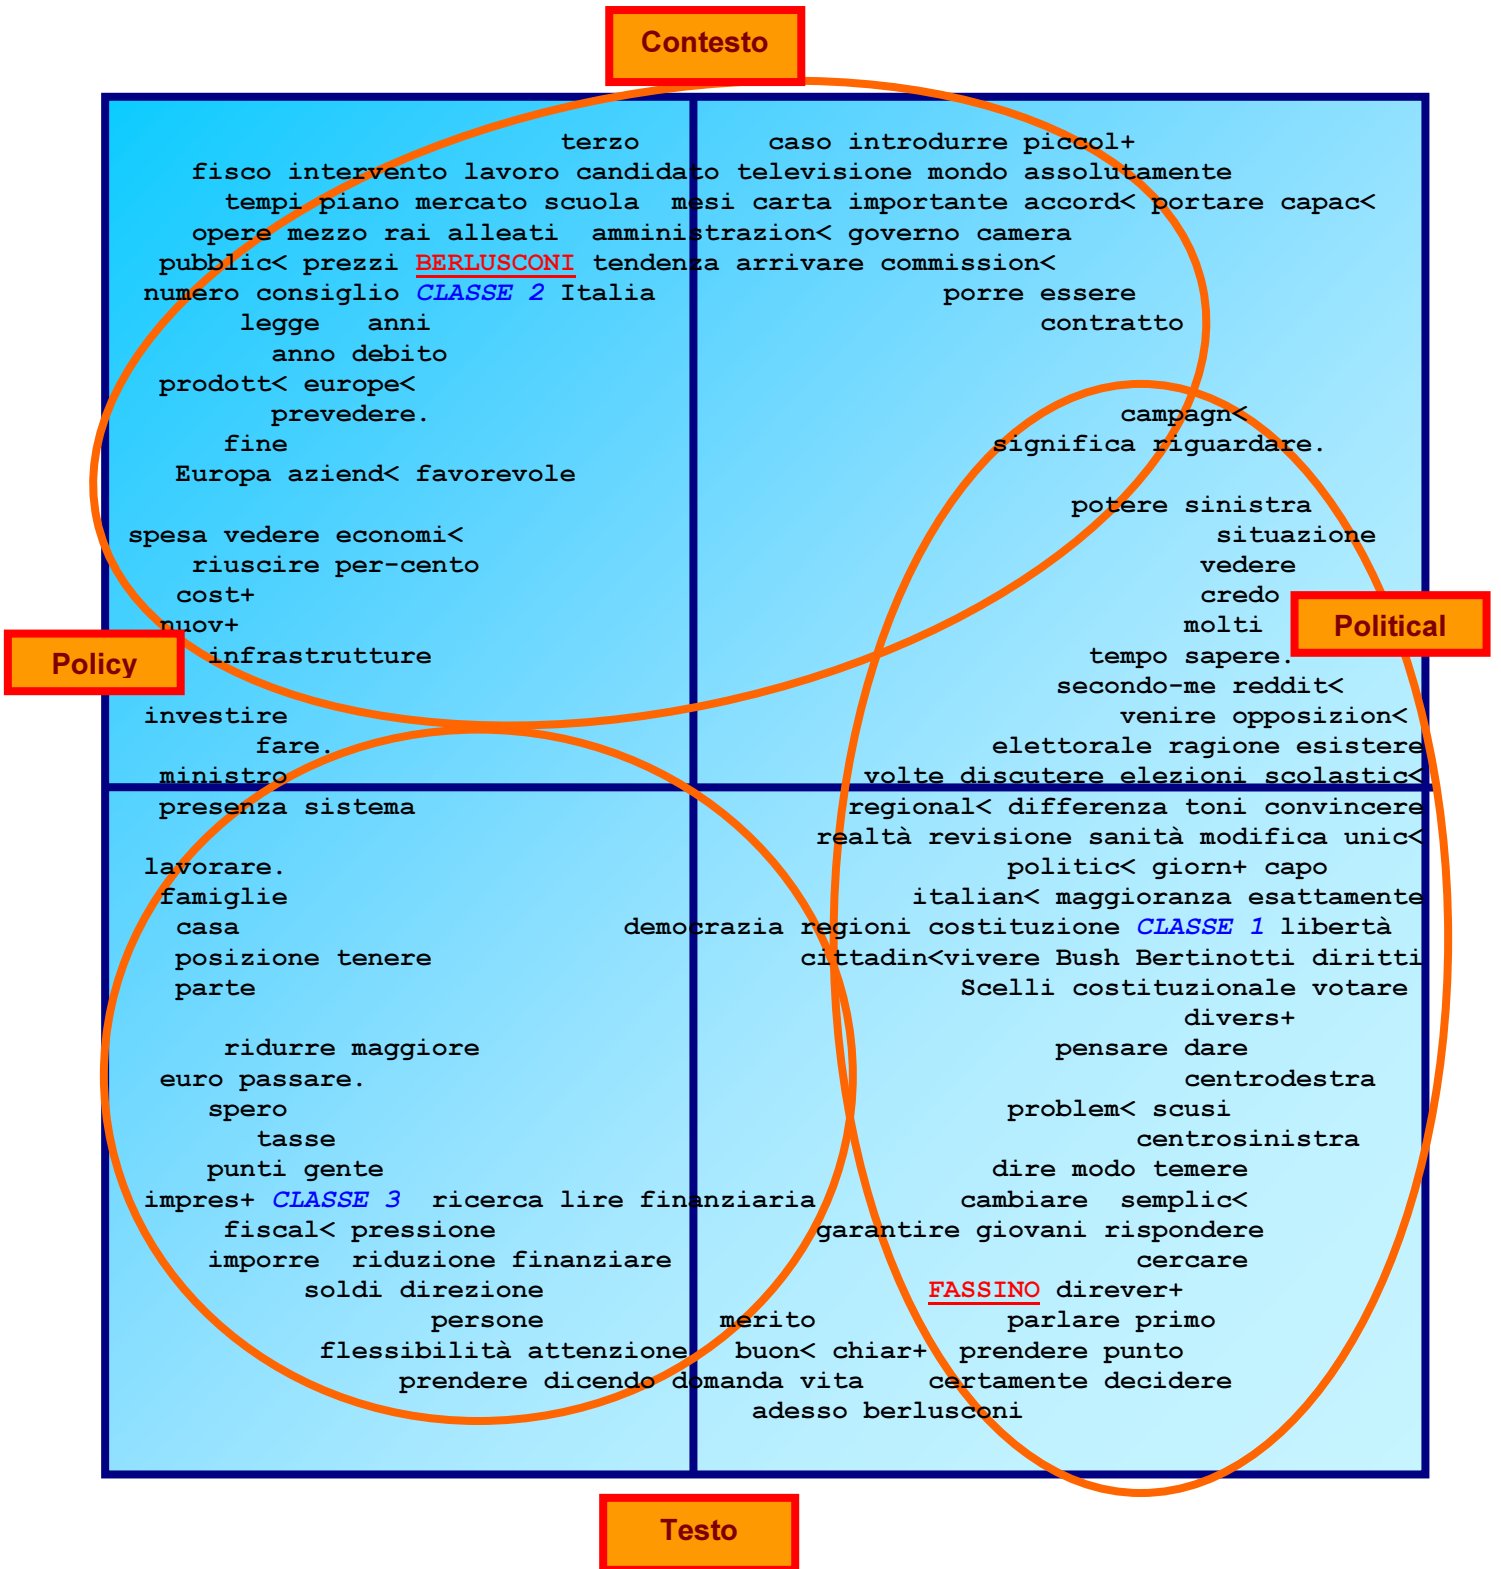 Contesto
terzo caso introdurre piccol+
fisco intervento lavoro candidato televisione mondo assolutamente
tempi piano mercato scuola mesi carta importante accord< portare capac<
opere mezzo rai alleati amministrazion< governo camera
pubblic< prezzi BERLUSCONI tendenza arrivare commission<
numero consiglio CLASSE 2 Italia porre essere
legge anni contratto
anno debito
prodott< europe<
prevedere. campagn<
fine significa riguardare.
Europa aziend< favorevole
potere sinistra
spesa vedere economi< situazione
riuscire per-cento vedere
cost+ credo
nuov+ molti
Political
Policy
infrastrutture tempo sapere.
secondo-me reddit<
investire venire opposizion<
fare. elettorale ragione esistere
ministro volte discutere elezioni scolastic<
presenza sistema regional< differenza toni convincere
realtà revisione sanità modifica unic<
lavorare. politic< giorn+ capo
famiglie italian< maggioranza esattamente
casa democrazia regioni costituzione CLASSE 1 libertà
posizione tenere cittadin<vivere Bush Bertinotti diritti
parte Scelli costituzionale votare
divers+
ridurre maggiore pensare dare
euro passare. centrodestra
spero problem< scusi
tasse centrosinistra
punti gente dire modo temere
impres+ CLASSE 3 ricerca lire finanziaria cambiare semplic<
fiscal< pressione garantire giovani rispondere
imporre riduzione finanziare cercare
soldi direzione FASSINO direver+
persone merito parlare primo
flessibilità attenzione buon< chiar+ prendere punto
prendere dicendo domanda vita certamente decidere
adesso berlusconi
Testo